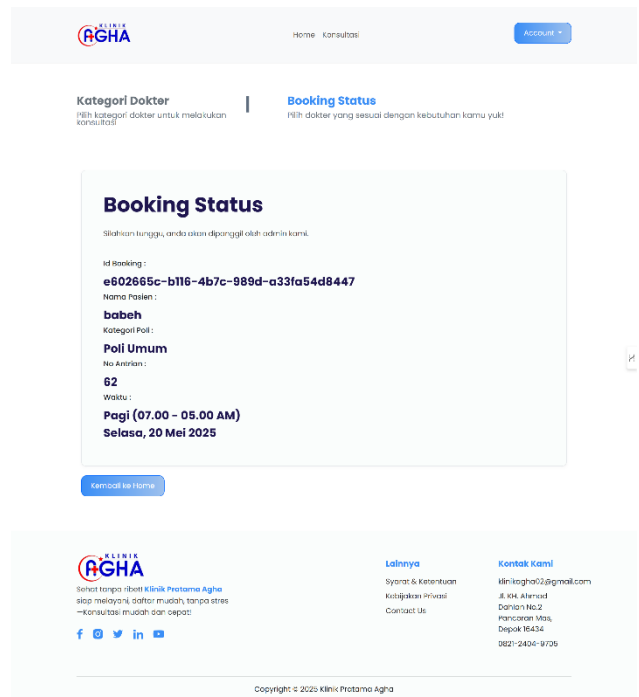 KLINIK
AGHA
Home Konsultasi
Account
Kategori Dokter
Pilih kategori dokter untuk melakukan
konsultasi
Booking Status
Pilih dokter yang sesuai dengan kebutuhan kamu yuk!
Booking Status
Silahkan tunggu, anda akan dipanggil oleh admin kami.
Id Booking :
e602665c-b116-4b7c-989d-a33fa54d8447
Nama Pasien :
babeh
Kategori Poli :
Poli Umum
No Antrian :
62
Waktu :
Pagi (07.00 - 05.00 AM)
Selasa, 20 Mei 2025
Kembali ke Home
KLINIK
AGHA
Sehat tanpa ribet! Klinik Pratama Agha
siap melayani, daftar mudah, tanpa stres
—Konsultasi mudah dan cepat!
Lainnya
Syarat & Ketentuan
Kebijakan Privasi
Contact Us
Kontak Kami
klinikagha02@gmail.com
Jl. KH. Ahmad
Dahlan No.2
Pancoran Mas,
Depok 16434
0821-2404-9705
Copyright © 2025 Klinik Pratama Agha